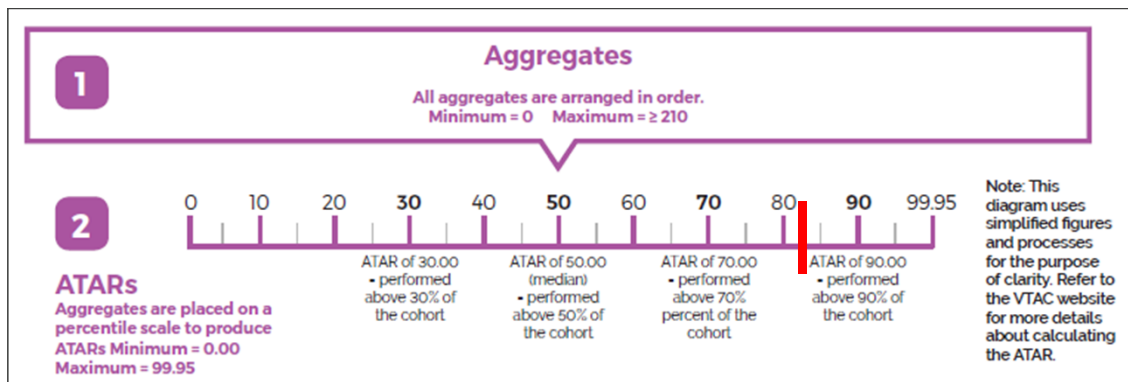 1
Aggregates
All aggregates are arranged in order.
Minimum = 0 Maximum = ≥ 210
2
0 10 20 30 40 50 60 70 80 90 99.95
ATARs
Aggregates are placed on a
percentile scale to produce
ATARs Minimum = 0.00
Maximum = 99.95
ATAR of 30.00
- performed
above 30% of
the cohort
ATAR of 50.00
(median)
- performed
above 50% of
the cohort
ATAR of 70.00
- performed
above 70%
percent of the
cohort
ATAR of 90.00
- performed
above 90% of
the cohort
Note: This
diagram uses
simplified figures
and processes
for the purpose
of clarity. Refer to
the VTAC website
for more details
about calculating
the ATAR.